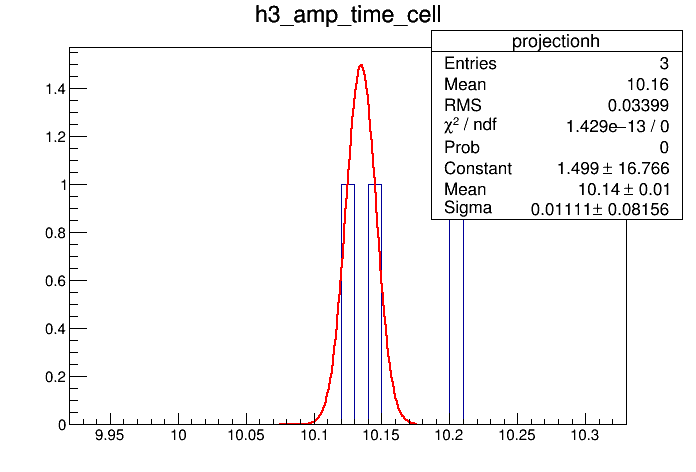 h3_amp_time_cell
projectionh
Entries 3
Mean 10.16
RMS 0.03399
χ² / ndf 1.429e−13 / 0
Prob 0
Constant 1.499 ± 16.766
Mean 10.14 ± 0.01
Sigma 0.01111 ± 0.08156
1.4
1.2
1
0.8
0.6
0.4
0.2
0
9.95 10 10.05 10.1 10.15 10.2 10.25 10.3